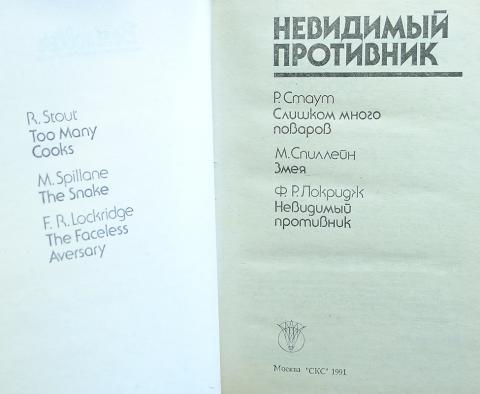 R. Stout
Too Many
Cooks
M. Spillane
The Snake
F. R. Lockridge
The Faceless
Aversary
НЕВИДИМЫЙ
ПРОТИВНИК
Р. Стаут
Слишком много
поваров
М. Спиллейн
Змея
Ф. Р. Локридж
Невидимый
противник
Москва "СКС" 1991